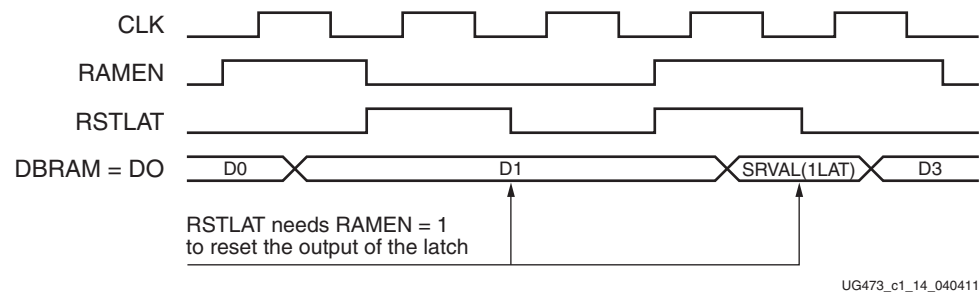 CLK
RAMEN
RSTLAT
DBRAM = DO D0 D1 SRVAL(1LAT) D3
RSTLAT needs RAMEN = 1
to reset the output of the latch
UG473_c1_14_040411